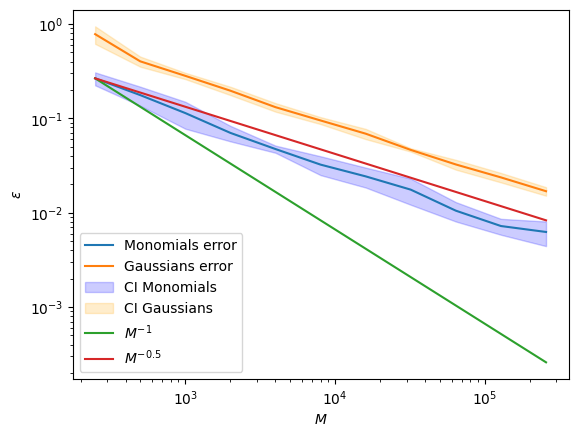 10⁰
10⁻¹
10⁻²
10⁻³
ε
Monomials error
Gaussians error
CI Monomials
CI Gaussians
M⁻¹
M⁻⁰·⁵
10³
10⁴
10⁵
M